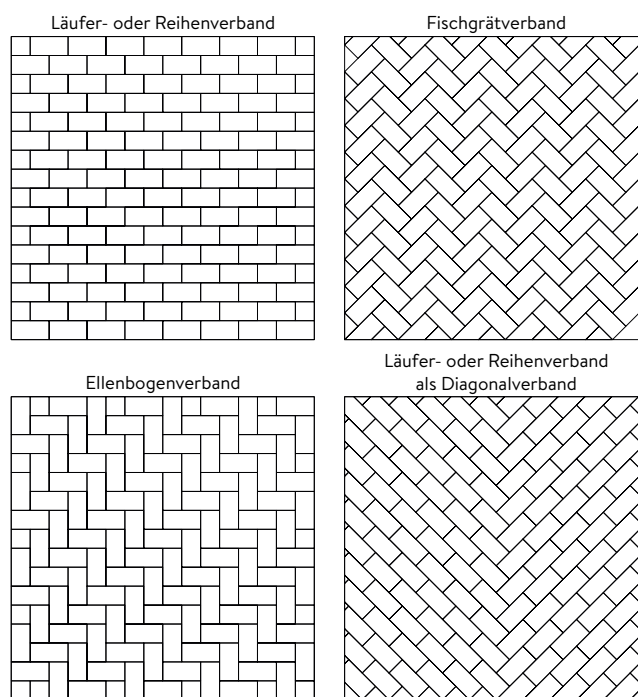 Läufer- oder Reihenverband
Fischgrätverband
Ellenbogenverband
Läufer- oder Reihenverband
als Diagonalverband